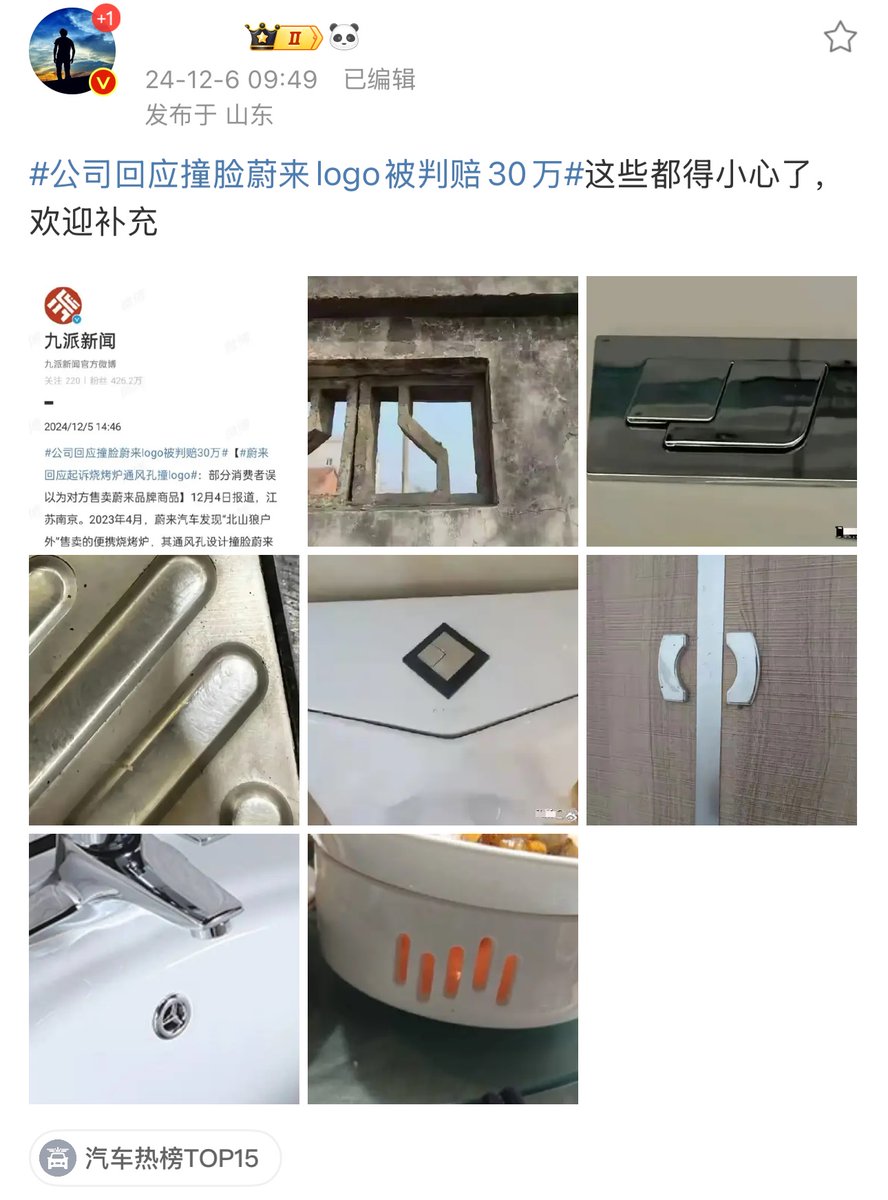 +1
II
V
24-12-6 09:49 已编辑
发布于 山东
#公司回应撞脸蔚来logo被判赔30万#这些都得小心了，
欢迎补充
九派新闻
九派新闻官方微博
关注 220 | 粉丝 426.2万
2024/12/5 14:46
#公司回应撞脸蔚来logo被判赔30万#【#蔚来
回应起诉烧烤炉通风孔撞logo#：部分消费者误
以为对方售卖蔚来品牌商品】12月4日报道，江
苏南京。2023年4月，蔚来汽车发现“北山狼户
外”售卖的便携烧烤炉，其通风孔设计撞脸蔚来
汽车热榜TOP15